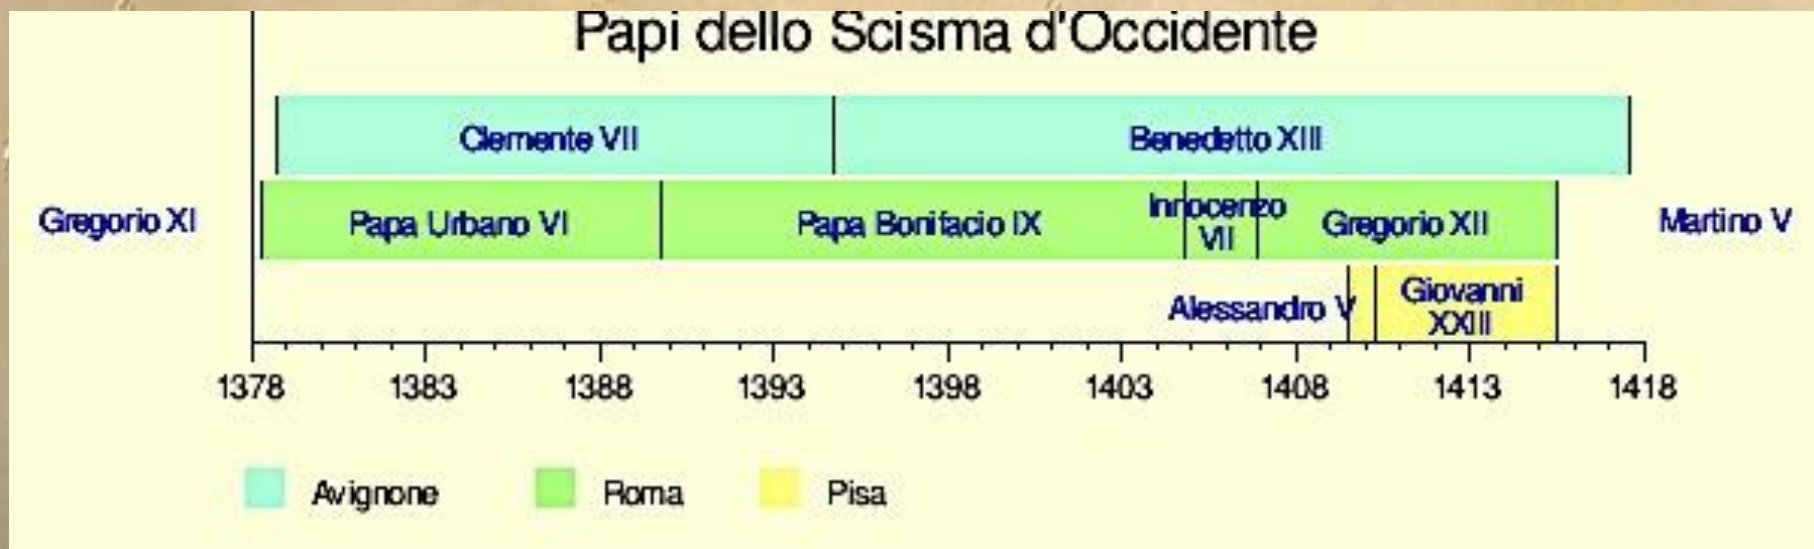 Papi dello Scisma d'Occidente
Clemente VII
Benedetto XIII
Gregorio XI
Papa Urbano VI
Papa Bonifacio IX
Innocenzo
VII
Gregorio XII
Martino V
Alessandro V
Giovanni
XXIII
1378 1383 1388 1393 1398 1403 1408 1413 1418
Avignone Roma Pisa